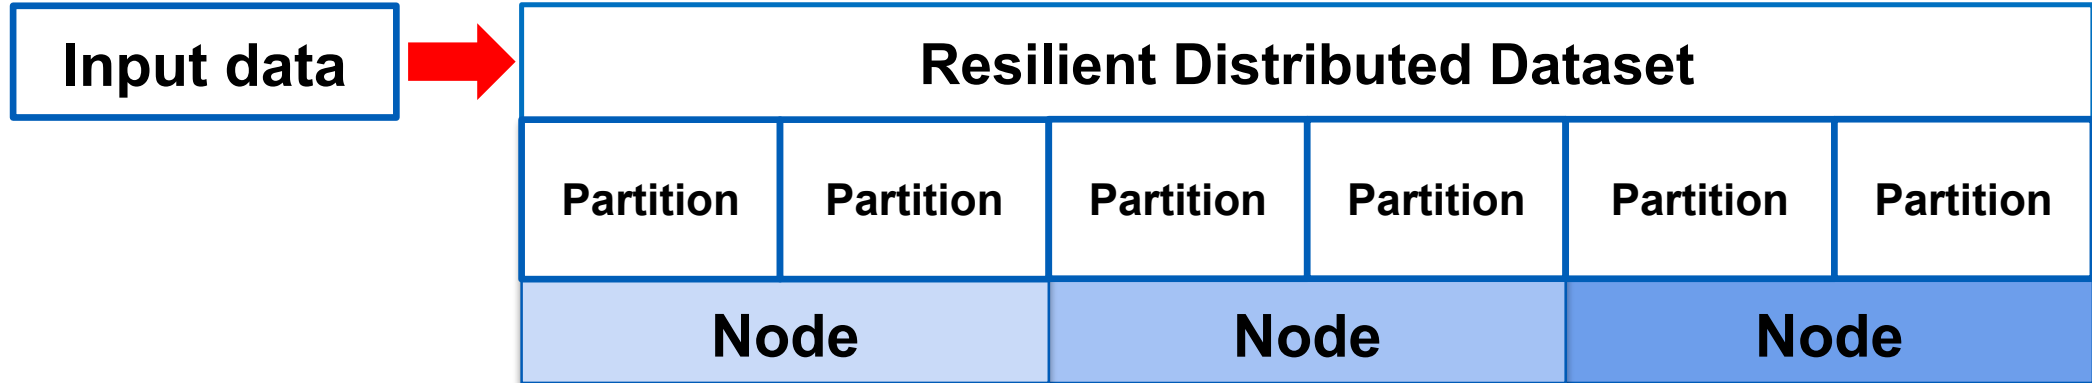 Input data
Resilient Distributed Dataset
Partition Partition Partition Partition Partition Partition
Node Node Node